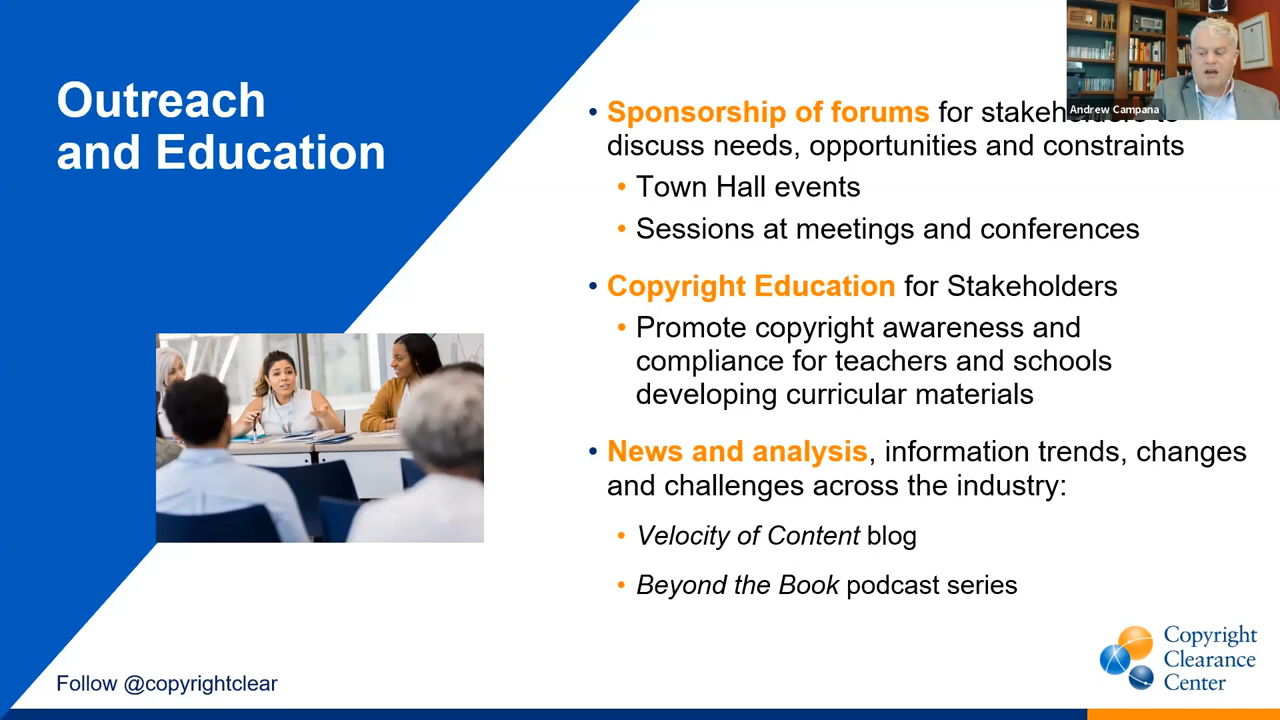 Outreach
and Education
• Sponsorship of forums for stakeholders to
discuss needs, opportunities and constraints
• Town Hall events
• Sessions at meetings and conferences
• Copyright Education for Stakeholders
• Promote copyright awareness and
compliance for teachers and schools
developing curricular materials
• News and analysis, information trends, changes
and challenges across the industry:
• Velocity of Content blog
• Beyond the Book podcast series
Andrew Campana
Follow @copyrightclear
Copyright
Clearance
Center